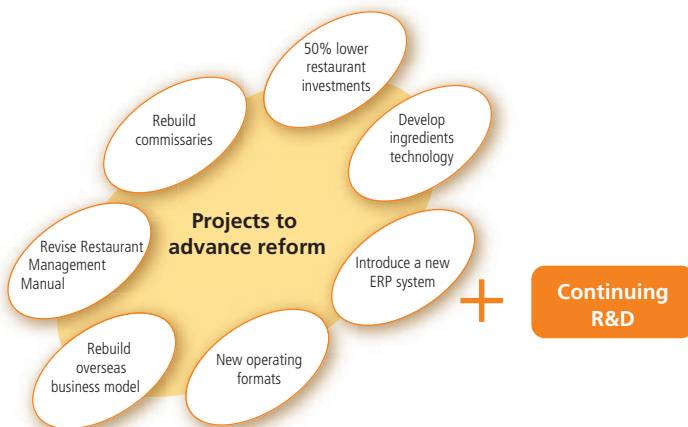 50% lower
restaurant
investments
Rebuild
commissaries
Develop
ingredients
technology
Projects to
advance reform
Revise Restaurant
Management
Manual
Introduce a new
ERP system
+
Continuing
R&D
Rebuild
overseas
business model
New operating
formats